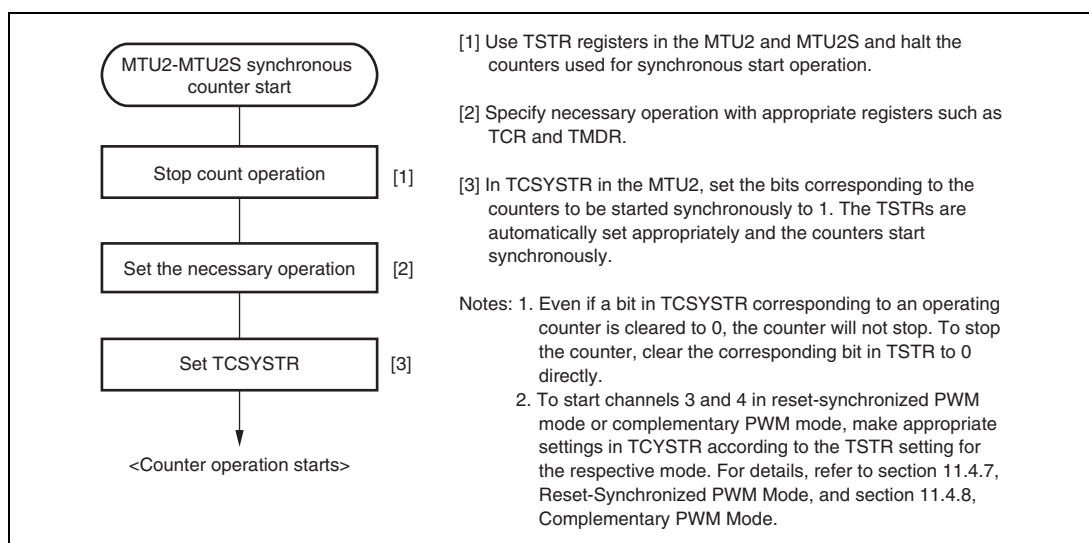 MTU2-MTU2S synchronous
counter start
Stop count operation
[1]
Set the necessary operation
[2]
Set TCSYSTR
[3]
<Counter operation starts>
[1] Use TSTR registers in the MTU2 and MTU2S and halt the
counters used for synchronous start operation.
[2] Specify necessary operation with appropriate registers such as
TCR and TMDR.
[3] In TCSYSTR in the MTU2, set the bits corresponding to the
counters to be started synchronously to 1. The TSTRs are
automatically set appropriately and the counters start
synchronously.
Notes: 1. Even if a bit in TCSYSTR corresponding to an operating
counter is cleared to 0, the counter will not stop. To stop
the counter, clear the corresponding bit in TSTR to 0
directly.
2. To start channels 3 and 4 in reset-synchronized PWM
mode or complementary PWM mode, make appropriate
settings in TCYSTR according to the TSTR setting for
the respective mode. For details, refer to section 11.4.7,
Reset-Synchronized PWM Mode, and section 11.4.8,
Complementary PWM Mode.